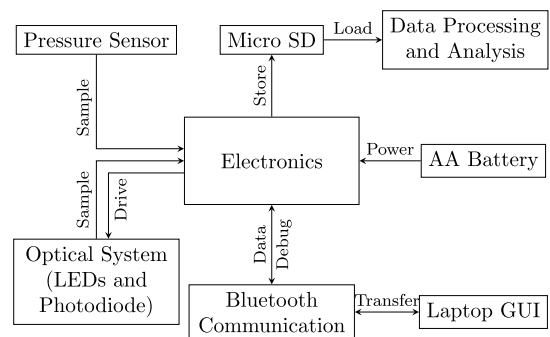 Pressure Sensor
Micro SD
Load
Data Processing
and Analysis
Sample
Store
Electronics
Power
AA Battery
Sample
Drive
Optical System
(LEDs and
Photodiode)
Data
Debug
Bluetooth
Communication
Transfer
Laptop GUI